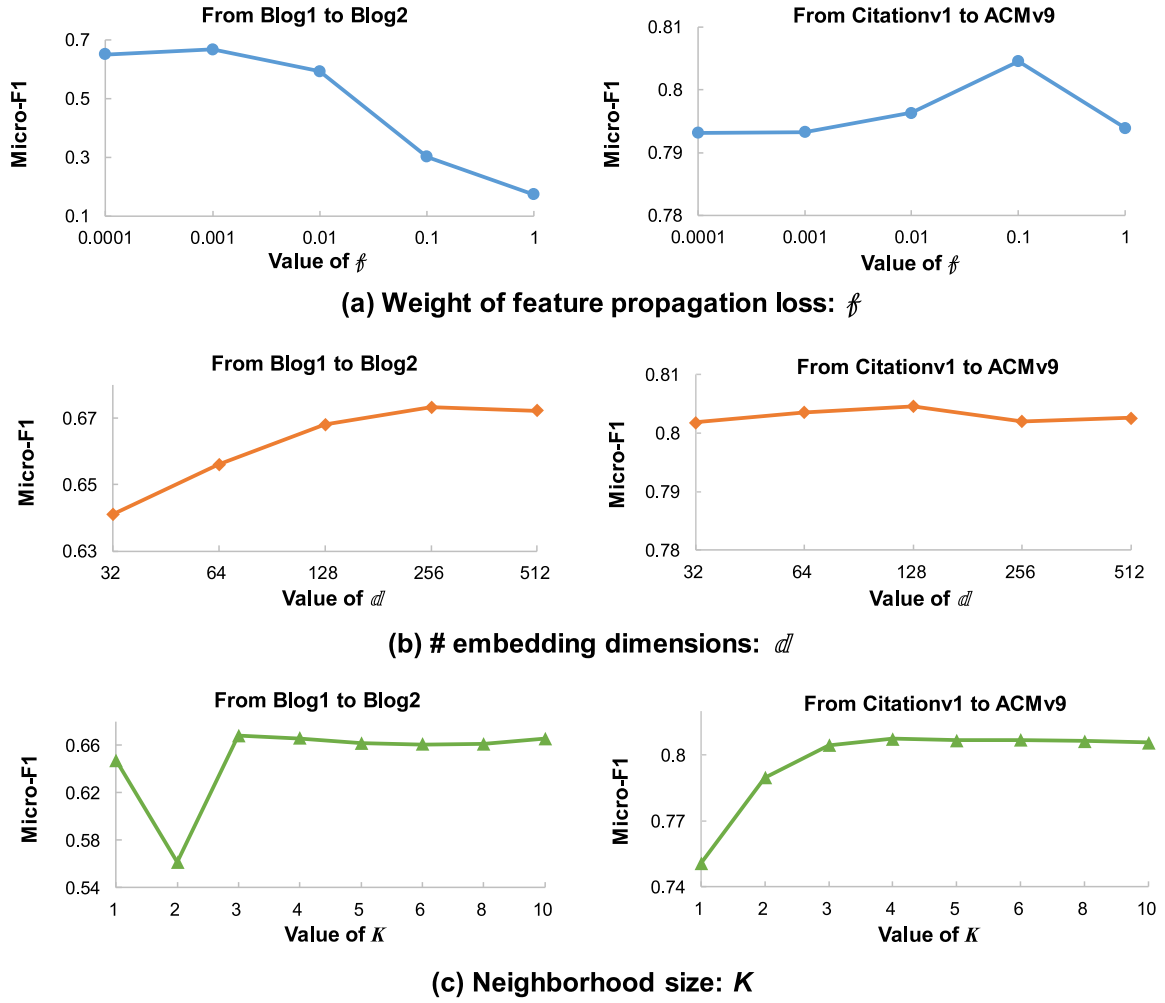 From Blog1 to Blog2
0.7
0.5
0.3
0.1
Micro-F1
0.0001 0.001 0.01 0.1 1
Value of 𝒻
From Citationv1 to ACMv9
0.81
0.8
0.79
0.78
Micro-F1
0.0001 0.001 0.01 0.1 1
Value of 𝒻
(a) Weight of feature propagation loss: 𝒻
From Blog1 to Blog2
0.67
0.65
0.63
Micro-F1
32 64 128 256 512
Value of ⅆ
From Citationv1 to ACMv9
0.81
0.8
0.79
0.78
Micro-F1
32 64 128 256 512
Value of ⅆ
(b) # embedding dimensions: ⅆ
From Blog1 to Blog2
0.66
0.62
0.58
0.54
Micro-F1
1 2 3 4 5 6 8 10
Value of K
From Citationv1 to ACMv9
0.8
0.77
0.74
Micro-F1
1 2 3 4 5 6 8 10
Value of K
(c) Neighborhood size: K